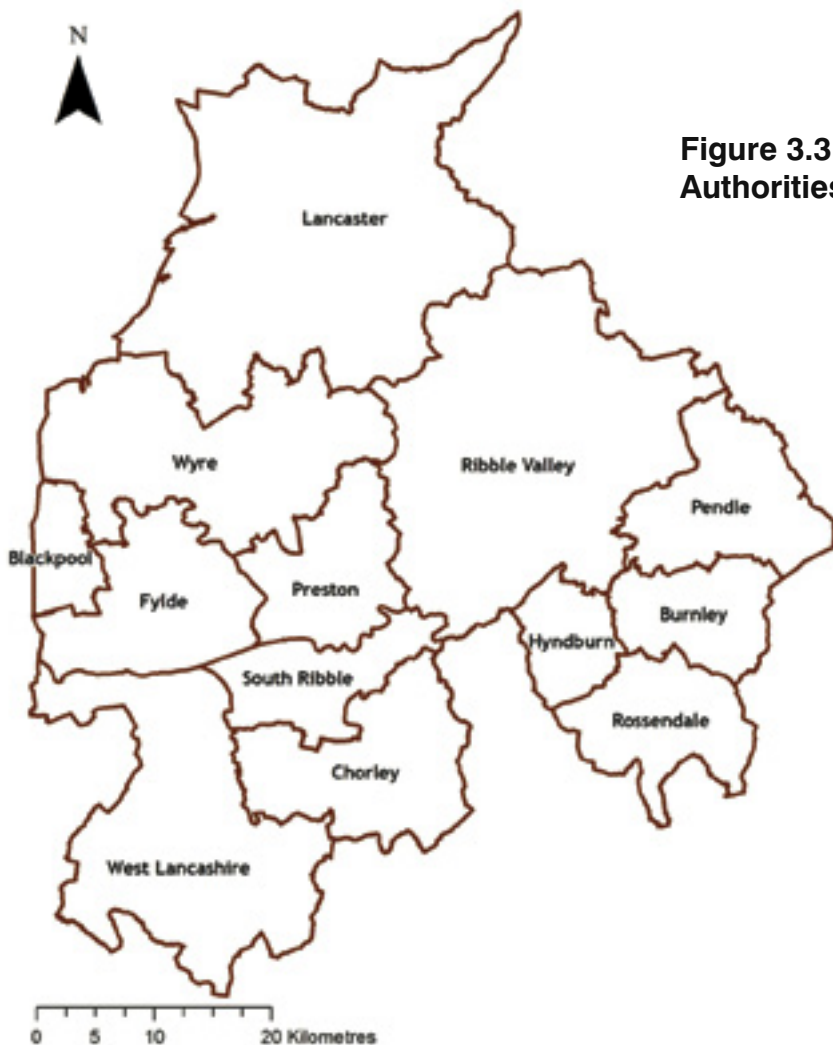 N
Figure 3.3
Authorities
Lancaster
Wyre
Ribble Valley
Pendle
Blackpool
Fylde
Preston
Burnley
Hyndburn
South Ribble
Rossendale
Chorley
West Lancashire
0 5 10 20 Kilometres